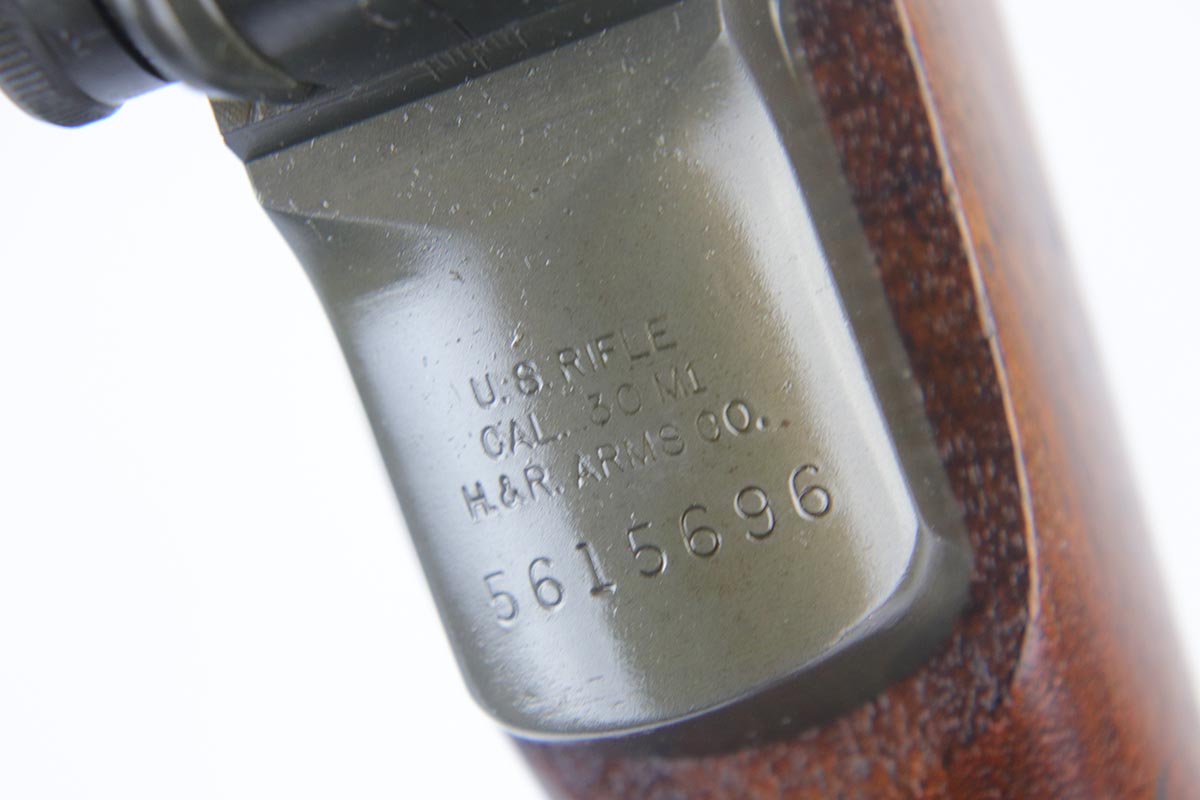 U.S. RIFLE
CAL. 30 M1
H.&R. ARMS CO.
5615696